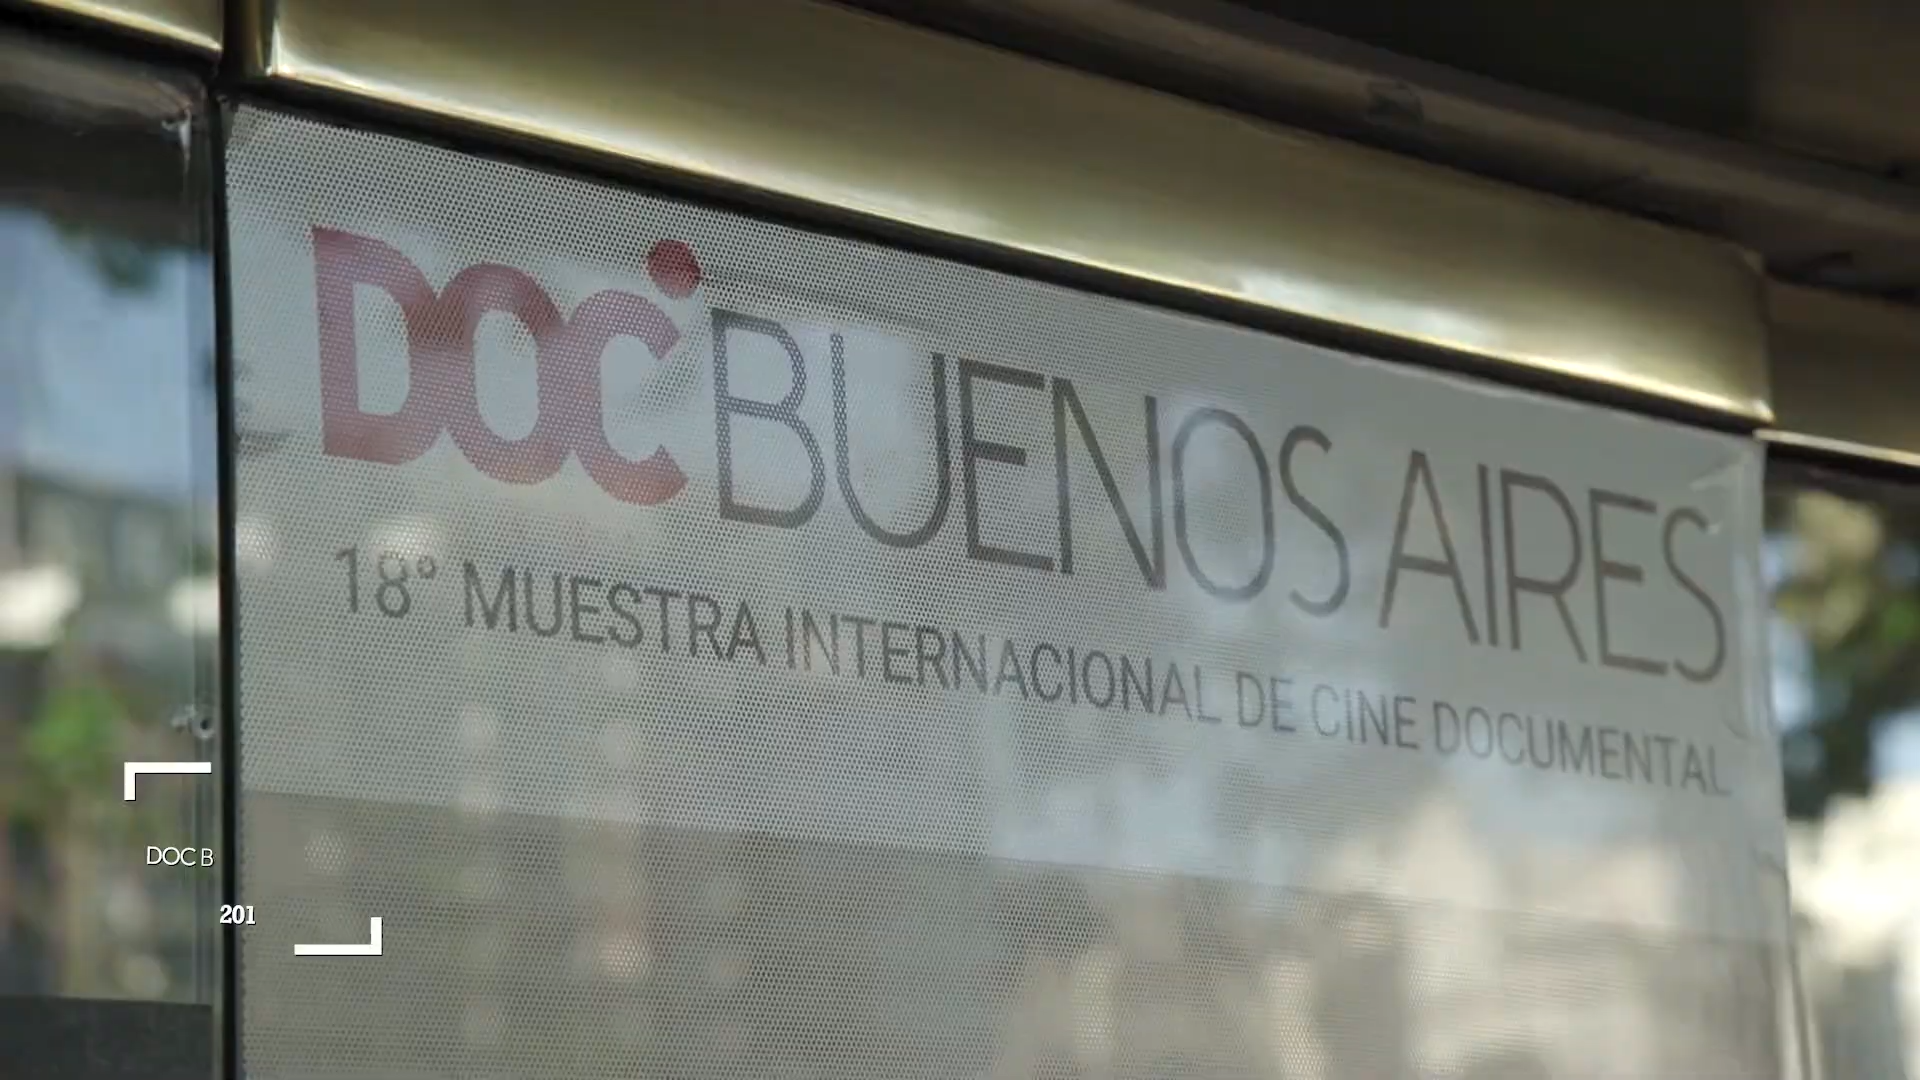 DOC BUENOS AIRES
18° MUESTRA INTERNACIONAL DE CINE DOCUMENTAL
DOC B
201